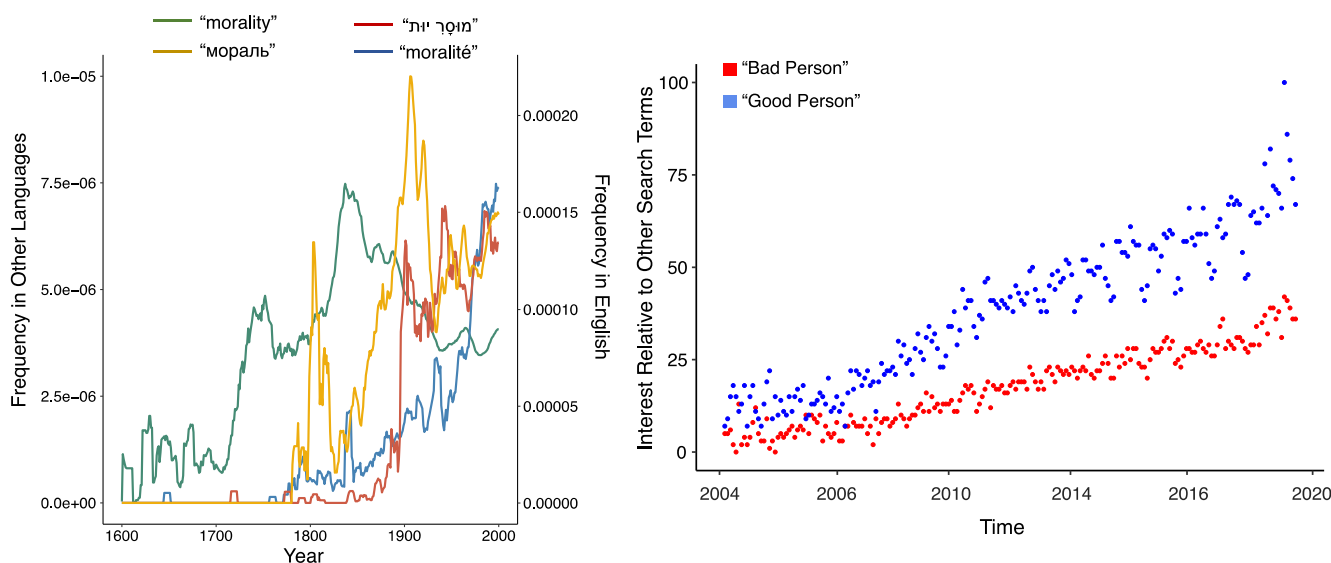 “morality”
“мораль”
“מוּסָרִ יוּת”
“moralité”
Frequency in Other Languages
1.0e−05
7.5e−06
5.0e−06
2.5e−06
0.0e+00
0.00020
0.00015
0.00010
0.00005
0.00000
Frequency in English
1600 1700 1800 1900 2000
Year
“Bad Person”
“Good Person”
Interest Relative to Other Search Terms
100
75
50
25
0
2004 2006 2010 2014 2016 2020
Time